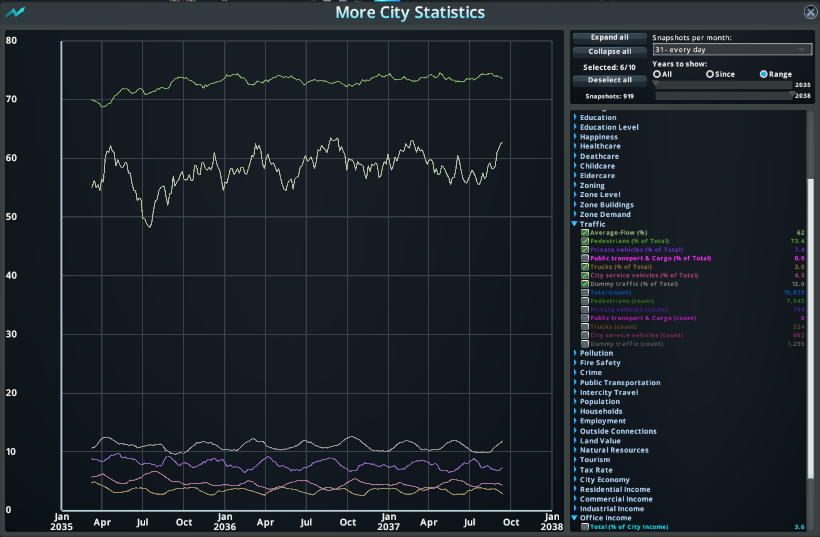 More City Statistics
80
70
60
50
40
30
20
10
0
Jan
2035
Apr
Jul
Oct
Jan
2036
Apr
Jul
Oct
Jan
2037
Apr
Jul
Oct
Jan
2038
Expand all
Collapse all
Selected: 6/10
Deselect all
Snapshots: 919
Snapshots per month:
31- every day
Years to show:
All
Since
Range
2035
2038
Education
Education Level
Happiness
Healthcare
Deathcare
Childcare
Eldercare
Zoning
Zone Level
Zone Buildings
Zone Demand
Traffic
Average-Flow (%) 62
Pedestrians (% of Total) 73.4
Private vehicles (% of Total) 7.4
Public transport & Cargo (% of Total) 0.0
Trucks (% of Total) 3.0
City service vehicles (% of Total) 4.3
Dummy traffic (% of Total) 12.0
Total (count)
Pedestrians (count)
Private vehicles (count)
Public transport & Cargo (count) 0
Trucks (count) 324
City service vehicles (count) 462
Dummy traffic (count) 1,295
Pollution
Fire Safety
Crime
Public Transportation
Intercity Travel
Population
Households
Employment
Outside Connections
Land Value
Natural Resources
Tourism
Tax Rate
City Economy
Residential Income
Commercial Income
Industrial Income
Office Income
Total (% of City Income) 3.6